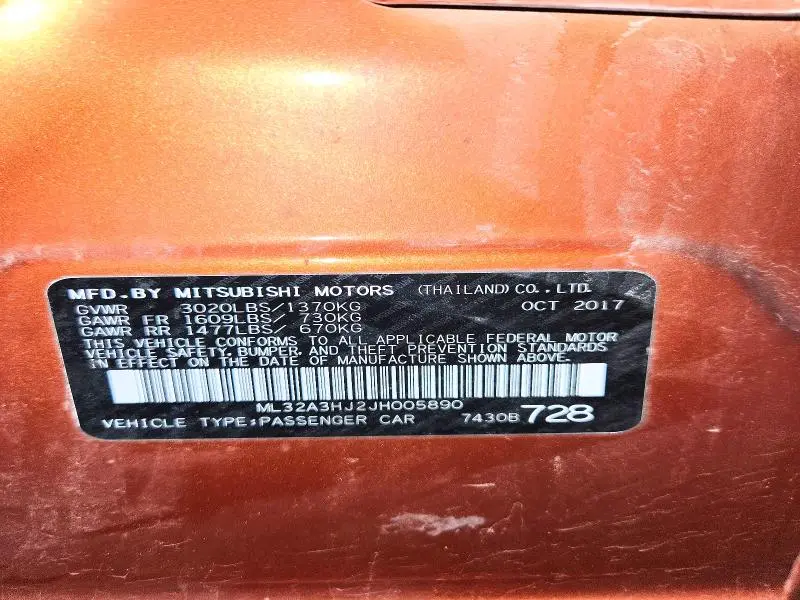 MFD.BY MITSUBISHI MOTORS (THAILAND) CO.,LTD.
GVWR 3020LBS/1370KG OCT 2017
GAWR FR 1609LBS/ 730KG
GAWR RR 1477LBS/ 670KG
THIS VEHICLE CONFORMS TO ALL APPLICABLE FEDERAL MOTOR
VEHICLE SAFETY, BUMPER, AND THEFT PREVENTION STANDARDS
IN EFFECT ON THE DATE OF MANUFACTURE SHOWN ABOVE.
ML32A3HJ2JH005890
VEHICLE TYPE:PASSENGER CAR 7430B 728